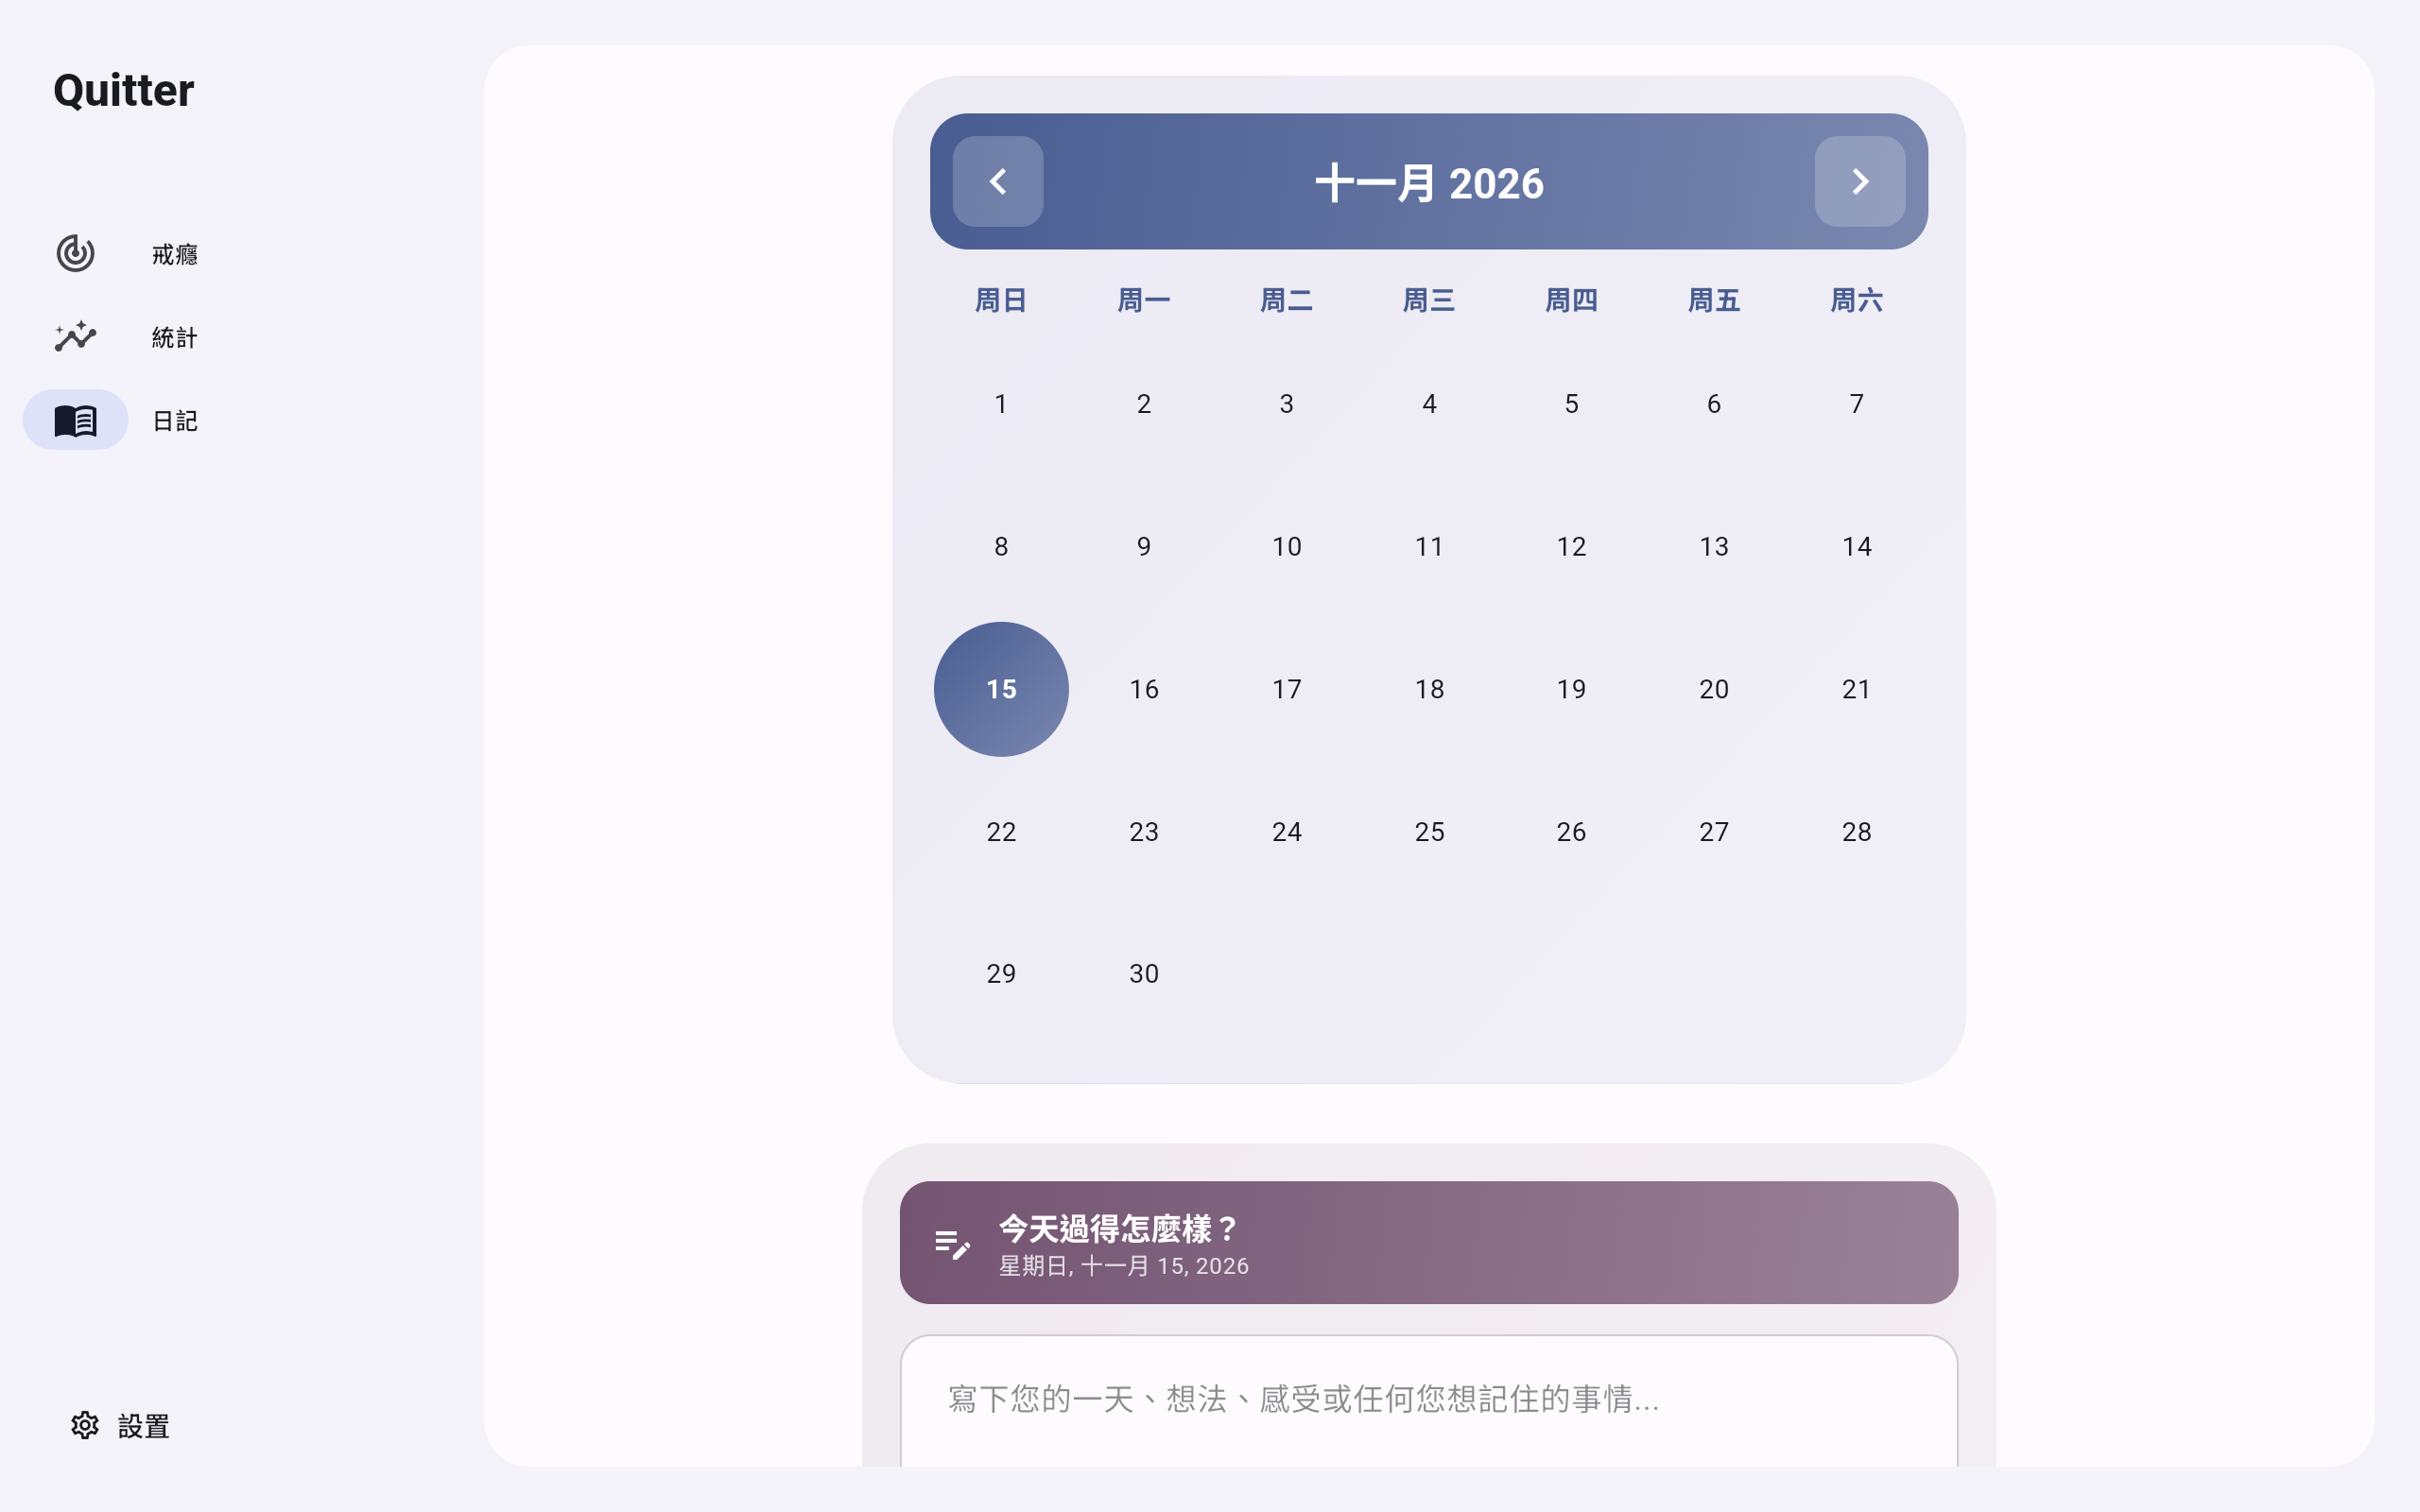 Quitter
戒癮
統計
日記
設置
十一月 2026
周日 周一 周二 周三 周四 周五 周六
1 2 3 4 5 6 7
8 9 10 11 12 13 14
15 16 17 18 19 20 21
22 23 24 25 26 27 28
29 30
今天過得怎麼樣？
星期日, 十一月 15, 2026
寫下您的一天、想法、感受或任何您想記住的事情...